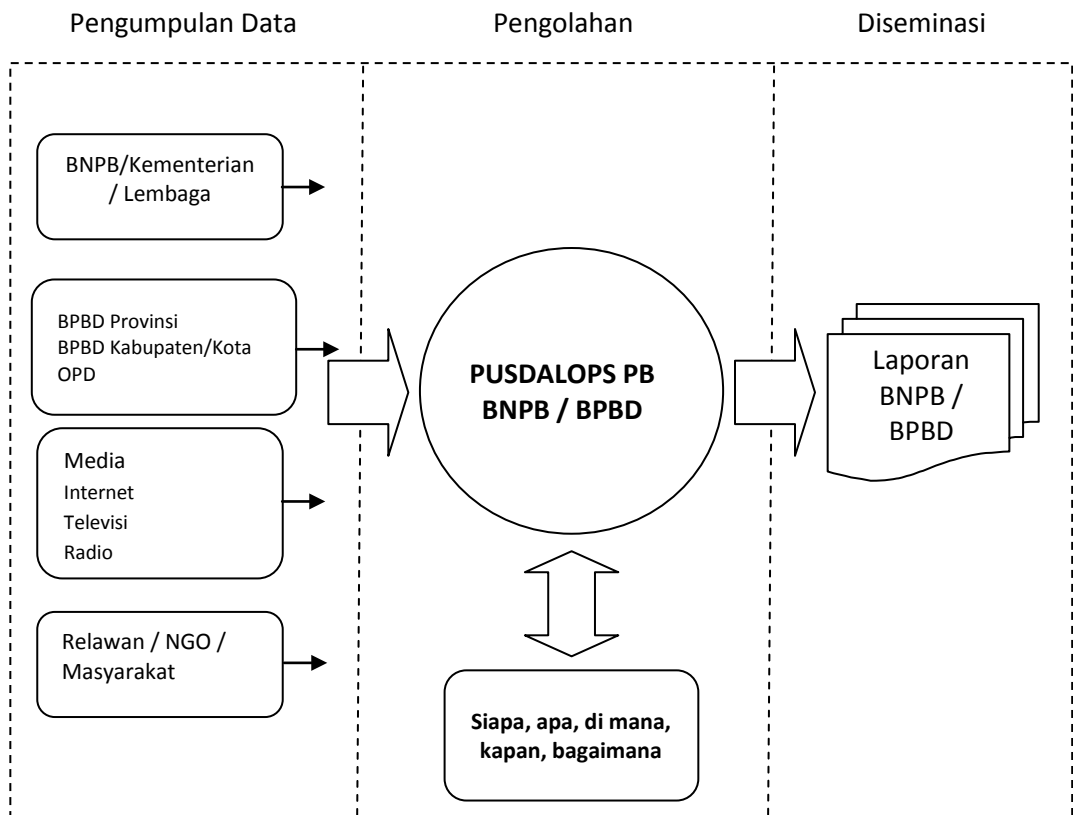 Pengumpulan Data
Pengolahan
Diseminasi
BNPB/Kementerian
/ Lembaga
BPBD Provinsi
BPBD Kabupaten/Kota
OPD
Media
Internet
Televisi
Radio
Relawan / NGO /
Masyarakat
PUSDALOPS PB
BNPB / BPBD
Siapa, apa, di mana,
kapan, bagaimana
Laporan
BNPB /
BPBD